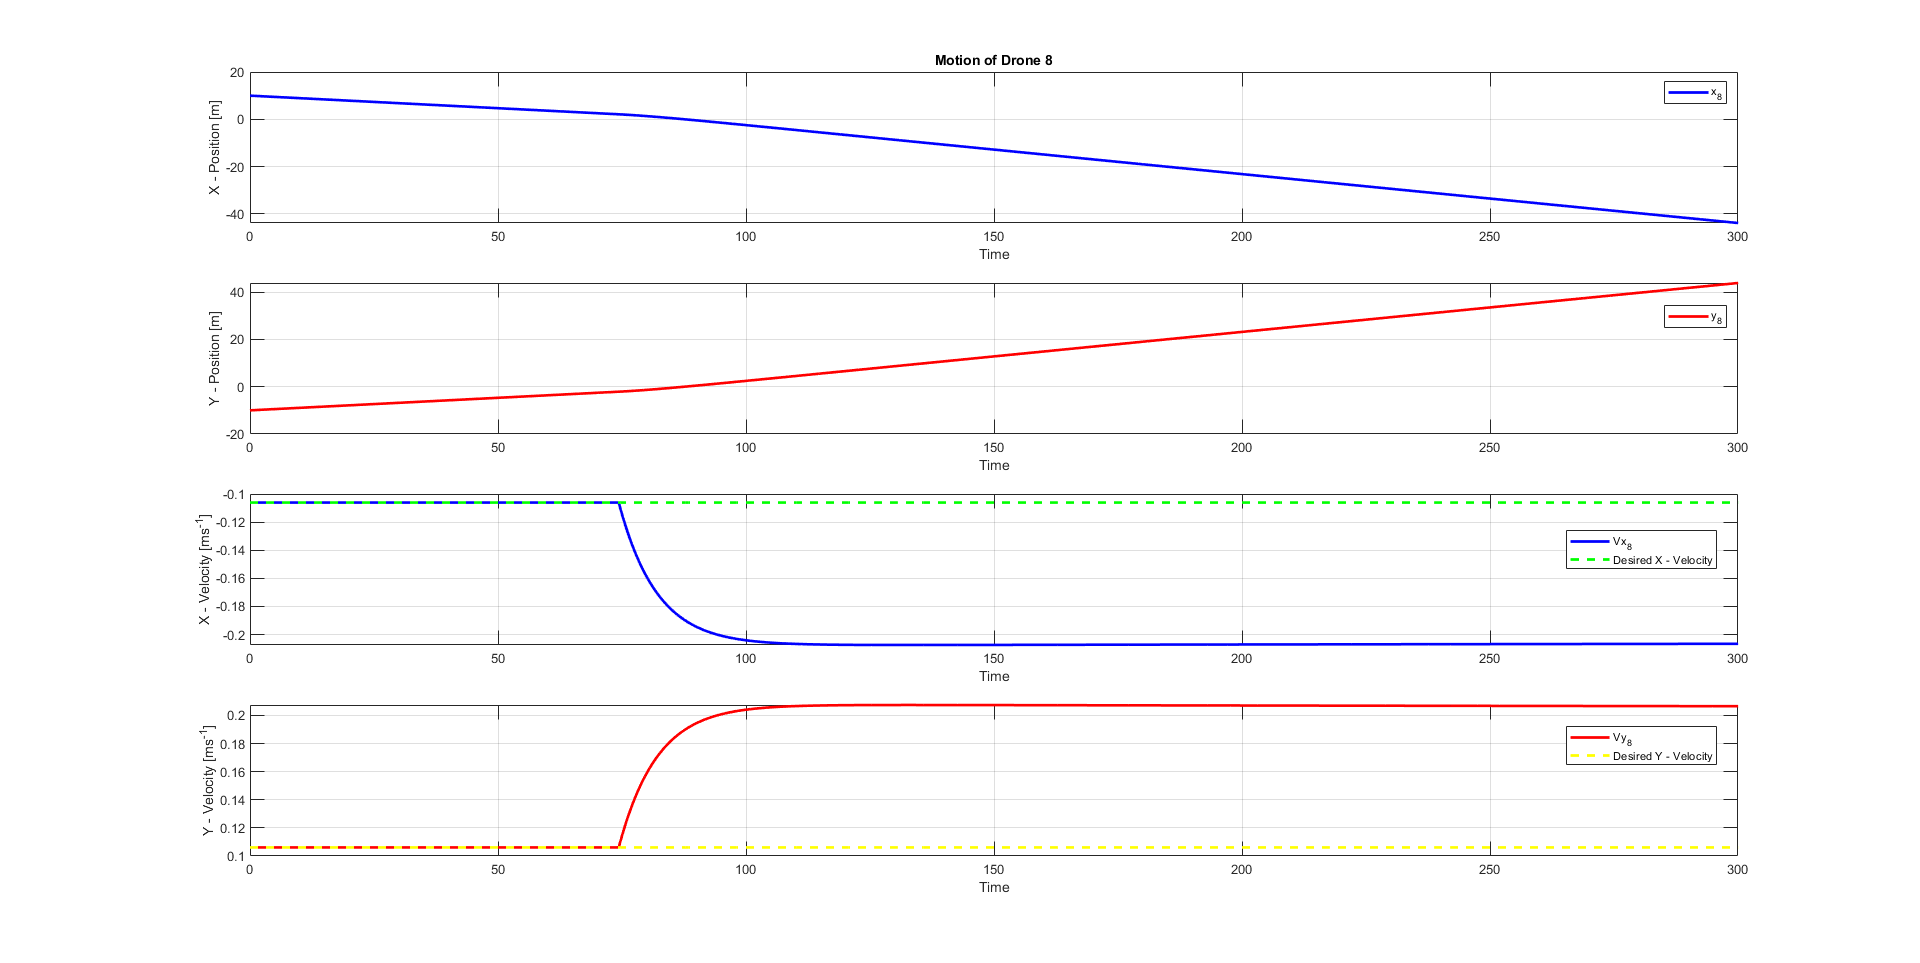 Motion of Drone 8
20
0
-20
-40
X - Position [m]
x8
0 50 100 150 200 250 300
Time
40
20
0
-20
Y - Position [m]
y8
0 50 100 150 200 250 300
Time
-0.1
-0.12
-0.14
-0.16
-0.18
-0.2
X - Velocity [ms-1]
Vx8
Desired X - Velocity
0 50 100 150 200 250 300
Time
0.2
0.18
0.16
0.14
0.12
0.1
Y - Velocity [ms-1]
Vy8
Desired Y - Velocity
0 50 100 150 200 250 300
Time